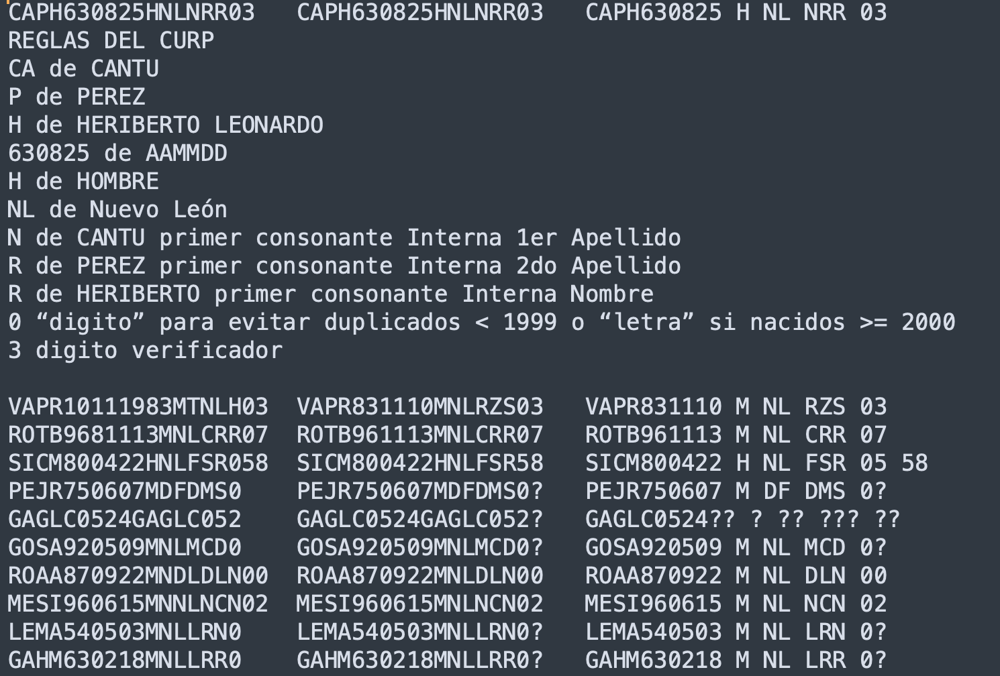 CAPH630825HNLNRR03   CAPH630825HNLNRR03   CAPH630825 H NL NRR 03
REGLAS DEL CURP
CA de CANTU
P de PEREZ
H de HERIBERTO LEONARDO
630825 de AAMMDD
H de HOMBRE
NL de Nuevo León
N de CANTU primer consonante Interna 1er Apellido
R de PEREZ primer consonante Interna 2do Apellido
R de HERIBERTO primer consonante Interna Nombre
0 “digito” para evitar duplicados < 1999 o “letra” si nacidos >= 2000
3 digito verificador
VAPR10111983MTNLH03  VAPR831110MNLRZS03   VAPR831110 M NL RZS 03
ROTB9681113MNLCRR07  ROTB961113MNLCRR07   ROTB961113 M NL CRR 07
SICM800422HNLFSR058  SICM800422HNLFSR58   SICM800422 H NL FSR 05 58
PEJR750607MDFDMS0    PEJR750607MDFDMS0?   PEJR750607 M DF DMS 0?
GAGLC0524GAGLC052    GAGLC0524GAGLC052?   GAGLC0524?? ? ?? ??? ??
GOSA920509MNLMCD0    GOSA920509MNLMCD0?   GOSA920509 M NL MCD 0?
ROAA870922MNDLDLN00  ROAA870922MNLDLN00   ROAA870922 M NL DLN 00
MESI960615MNNLNCN02  MESI960615MNLNCN02   MESI960615 M NL NCN 02
LEMA540503MNLLRN0    LEMA540503MNLLRN0?   LEMA540503 M NL LRN 0?
GAHM630218MNLLRR0    GAHM630218MNLLRR0?   GAHM630218 M NL LRR 0?